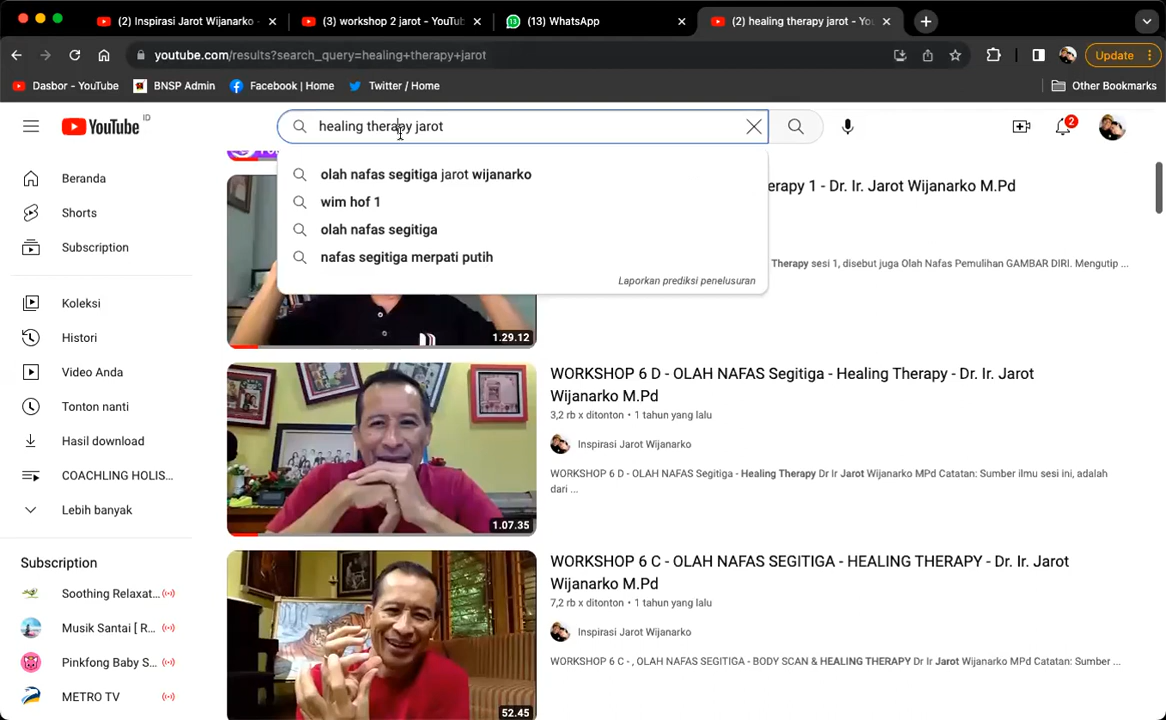 (2) Inspirasi Jarot Wijanarko -
(3) workshop 2 jarot - YouTub
(13) WhatsApp
(2) healing therapy jarot - Yo
youtube.com/results?search_query=healing+therapy+jarot
Update
Dasbor - YouTube
BNSP Admin
Facebook | Home
Twitter / Home
Other Bookmarks
YouTube ID
healing therapy jarot
2
olah nafas segitiga jarot wijanarko
wim hof 1
olah nafas segitiga
nafas segitiga merpati putih
Laporkan prediksi penelusuran
Beranda
Shorts
Subscription
Koleksi
Histori
Video Anda
Tonton nanti
Hasil download
COACHLING HOLIS...
Lebih banyak
Subscription
Soothing Relaxat...
Musik Santai [ R...
Pinkfong Baby S...
METRO TV
erapy 1 - Dr. Ir. Jarot Wijanarko M.Pd
Therapy sesi 1, disebut juga Olah Nafas Pemulihan GAMBAR DIRI. Mengutip ...
1.29.12
WORKSHOP 6 D - OLAH NAFAS Segitiga - Healing Therapy - Dr. Ir. Jarot
Wijanarko M.Pd
3,2 rb x ditonton • 1 tahun yang lalu
Inspirasi Jarot Wijanarko
WORKSHOP 6 D - OLAH NAFAS Segitiga - Healing Therapy Dr Ir Jarot Wijanarko MPd Catatan: Sumber ilmu sesi ini, adalah
dari ...
1.07.35
WORKSHOP 6 C - OLAH NAFAS SEGITIGA - HEALING THERAPY - Dr. Ir. Jarot
Wijanarko M.Pd
7,2 rb x ditonton • 1 tahun yang lalu
Inspirasi Jarot Wijanarko
WORKSHOP 6 C - , OLAH NAFAS SEGITIGA - BODY SCAN & HEALING THERAPY Dr Ir Jarot Wijanarko MPd Catatan: Sumber ...
52.45